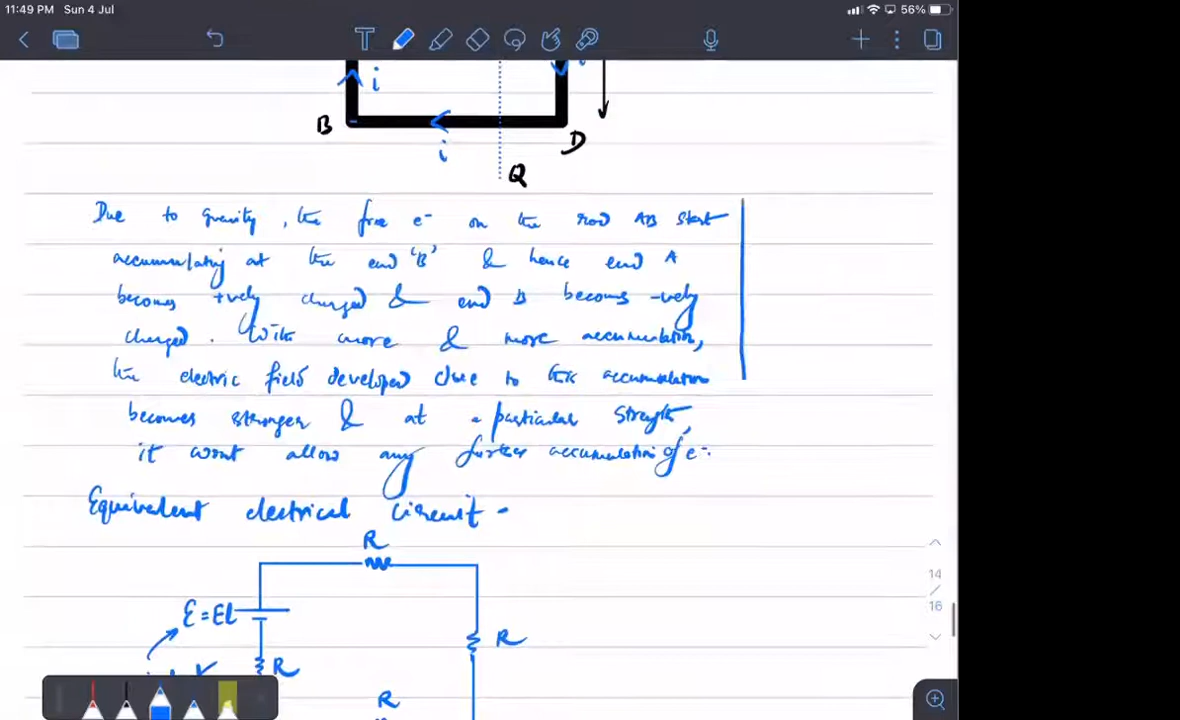 11:49 PM Sun 4 Jul 56%
i
i
B
D
i
Q
Due to gravity, the free e- on the rod AB start
accumulating at the end 'B' & hence end A
becomes +vely charged & end B becomes -vely
charged. With more & more accumulation,
the electric field developed due to this accumulation
becomes stronger & at a particular strength,
it wont allow any further accumulation of e-.
Equivalent electrical circuit -
R
14
16
ℰ = El
R
R
R